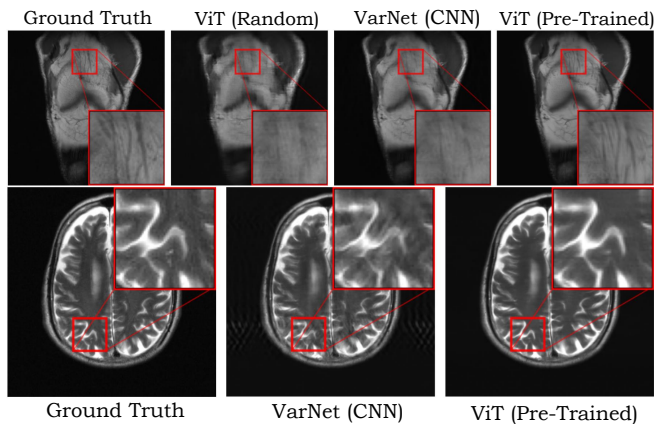 Ground Truth ViT (Random) VarNet (CNN) ViT (Pre-Trained)
Ground Truth VarNet (CNN) ViT (Pre-Trained)